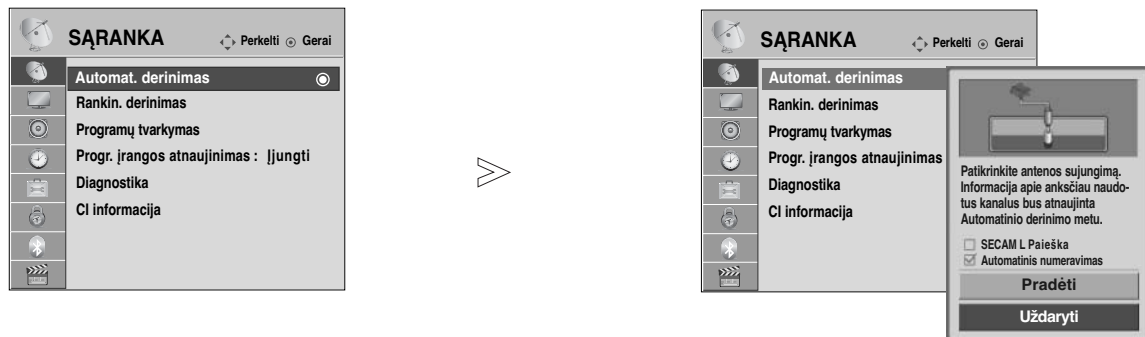 SĄRANKA
Perkelti
Gerai
Automat. derinimas
Rankin. derinimas
Programų tvarkymas
Progr. įrangos atnaujinimas : Įjungti
Diagnostika
CI informacija
SĄRANKA
Perkelti
Gerai
Automat. derinimas
Rankin. derinimas
Programų tvarkymas
Progr. įrangos atnaujinimas
Diagnostika
CI informacija
Patikrinkite antenos sujungimą.
Informacija apie anksčiau naudo-
tus kanalus bus atnaujinta
Automatinio derinimo metu.
SECAM L Paieška
Automatinis numeravimas
Pradėti
Uždaryti